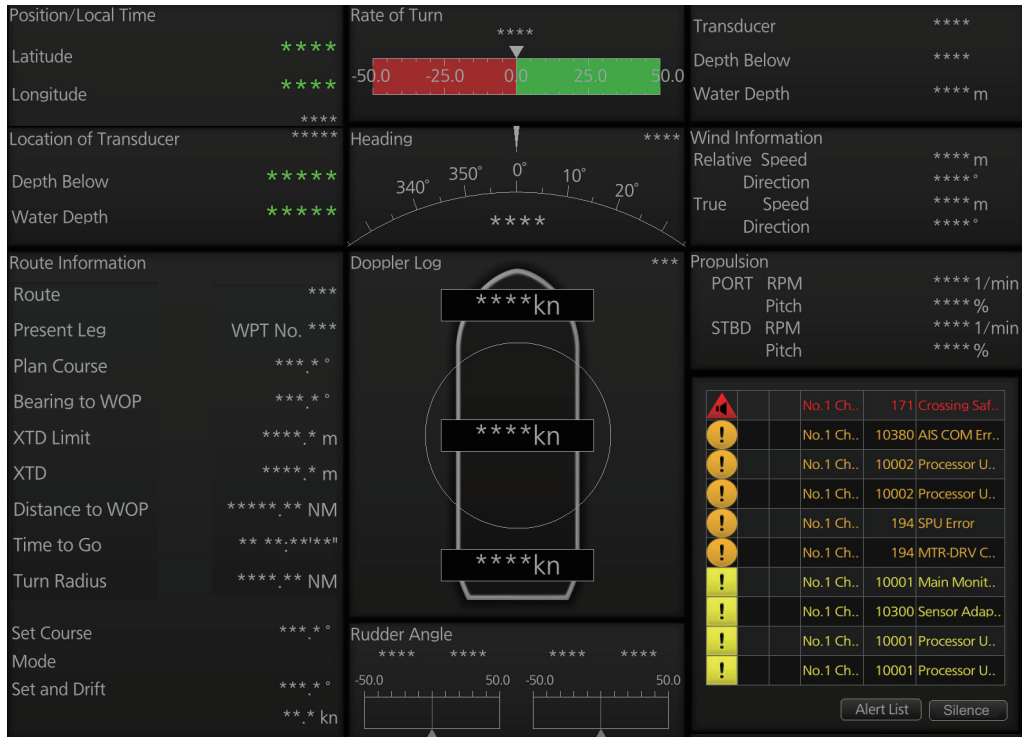 Position/Local Time
Latitude ****
Longitude ****
****
Location of Transducer *****
Depth Below *****
Water Depth *****
Route Information
Route ***
Present Leg WPT No. ***
Plan Course ***.*°
Bearing to WOP ***.*°
XTD Limit ****.* m
XTD ****.* m
Distance to WOP *****.** NM
Time to Go ** **:**'**"
Turn Radius ****.** NM
Set Course ***.*°
Mode
Set and Drift ***.*°
**.* kn
Rate of Turn
****
-50.0 -25.0 0.0 25.0 50.0
Heading ****
340° 350° 0° 10° 20°
****
Doppler Log ***
****kn
****kn
****kn
Rudder Angle
**** **** **** ****
-50.0 50.0 -50.0 50.0
Transducer ****
Depth Below ****
Water Depth **** m
Wind Information
Relative Speed **** m
Direction ****°
True Speed **** m
Direction ****°
Propulsion
PORT RPM **** 1/min
Pitch **** %
STBD RPM **** 1/min
Pitch **** %
No.1 Ch.. 171 Crossing Saf..
! No.1 Ch.. 10380 AIS COM Err..
! No.1 Ch.. 10002 Processor U..
! No.1 Ch.. 10002 Processor U..
! No.1 Ch.. 194 SPU Error
! No.1 Ch.. 194 MTR-DRV C..
! No.1 Ch.. 10001 Main Monit..
! No.1 Ch.. 10300 Sensor Adap..
! No.1 Ch.. 10001 Processor U..
! No.1 Ch.. 10001 Processor U..
Alert List Silence